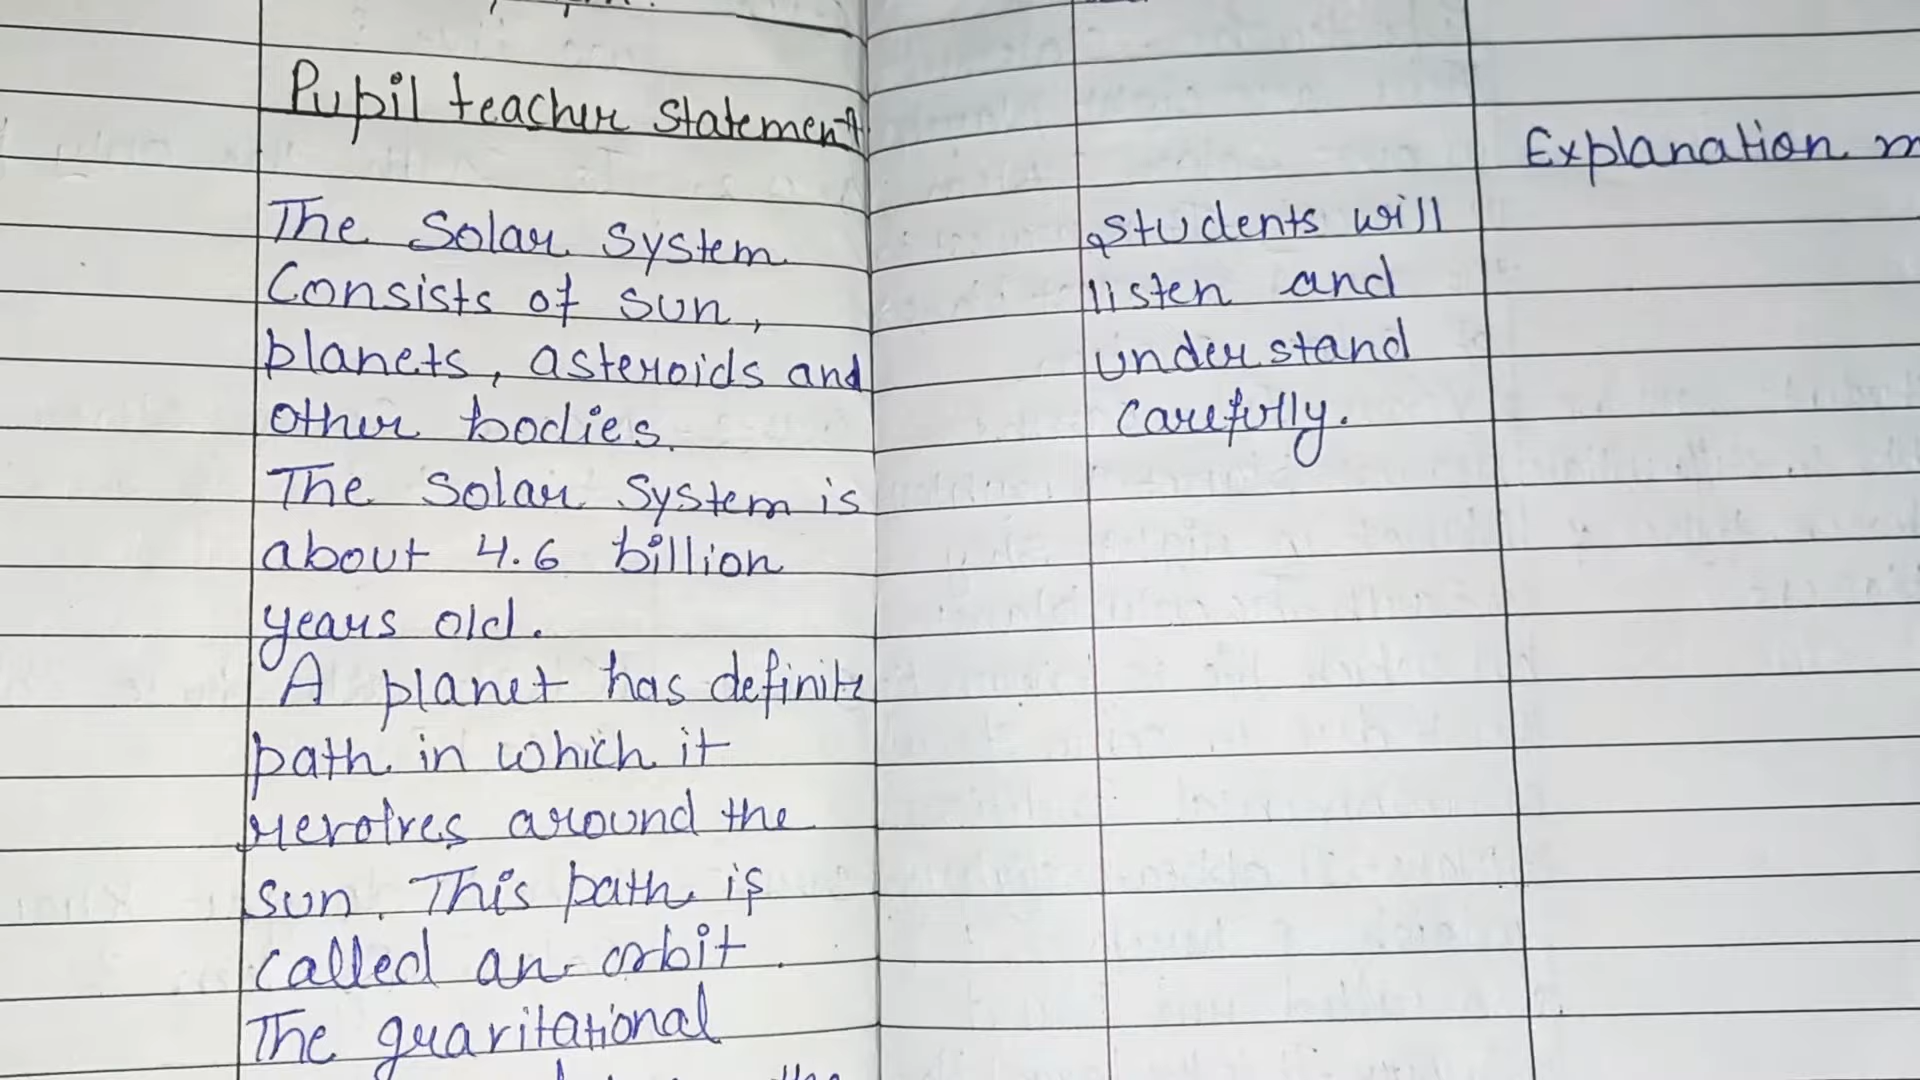 Pupil teacher statement
The Solar System
Consists of sun,
planets, asteroids and
other bodies.
The Solar System is
about 4.6 billion
years old.
A planet has definite
path in which it
revolves around the
sun. This path is
called an orbit.
The gravitational
students will
listen and
understand
carefully.
Explanation